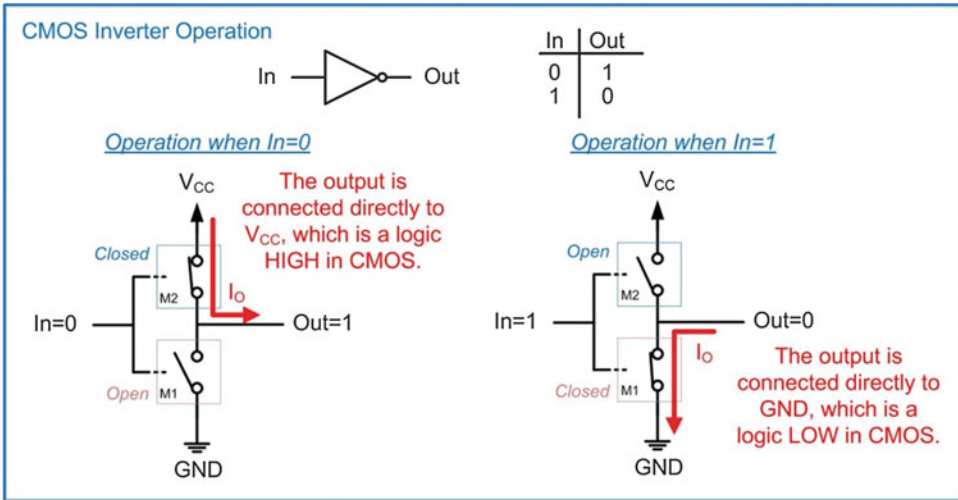 CMOS Inverter Operation
In
Out
In Out
0 1
1 0
Operation when In=0
VCC
The output is
connected directly to
VCC, which is a logic
HIGH in CMOS.
Closed
M2
IO
In=0
Out=1
Open
M1
GND
Operation when In=1
VCC
Open
M2
In=1
Out=0
IO
Closed
M1
The output is
connected directly to
GND, which is a
logic LOW in CMOS.
GND